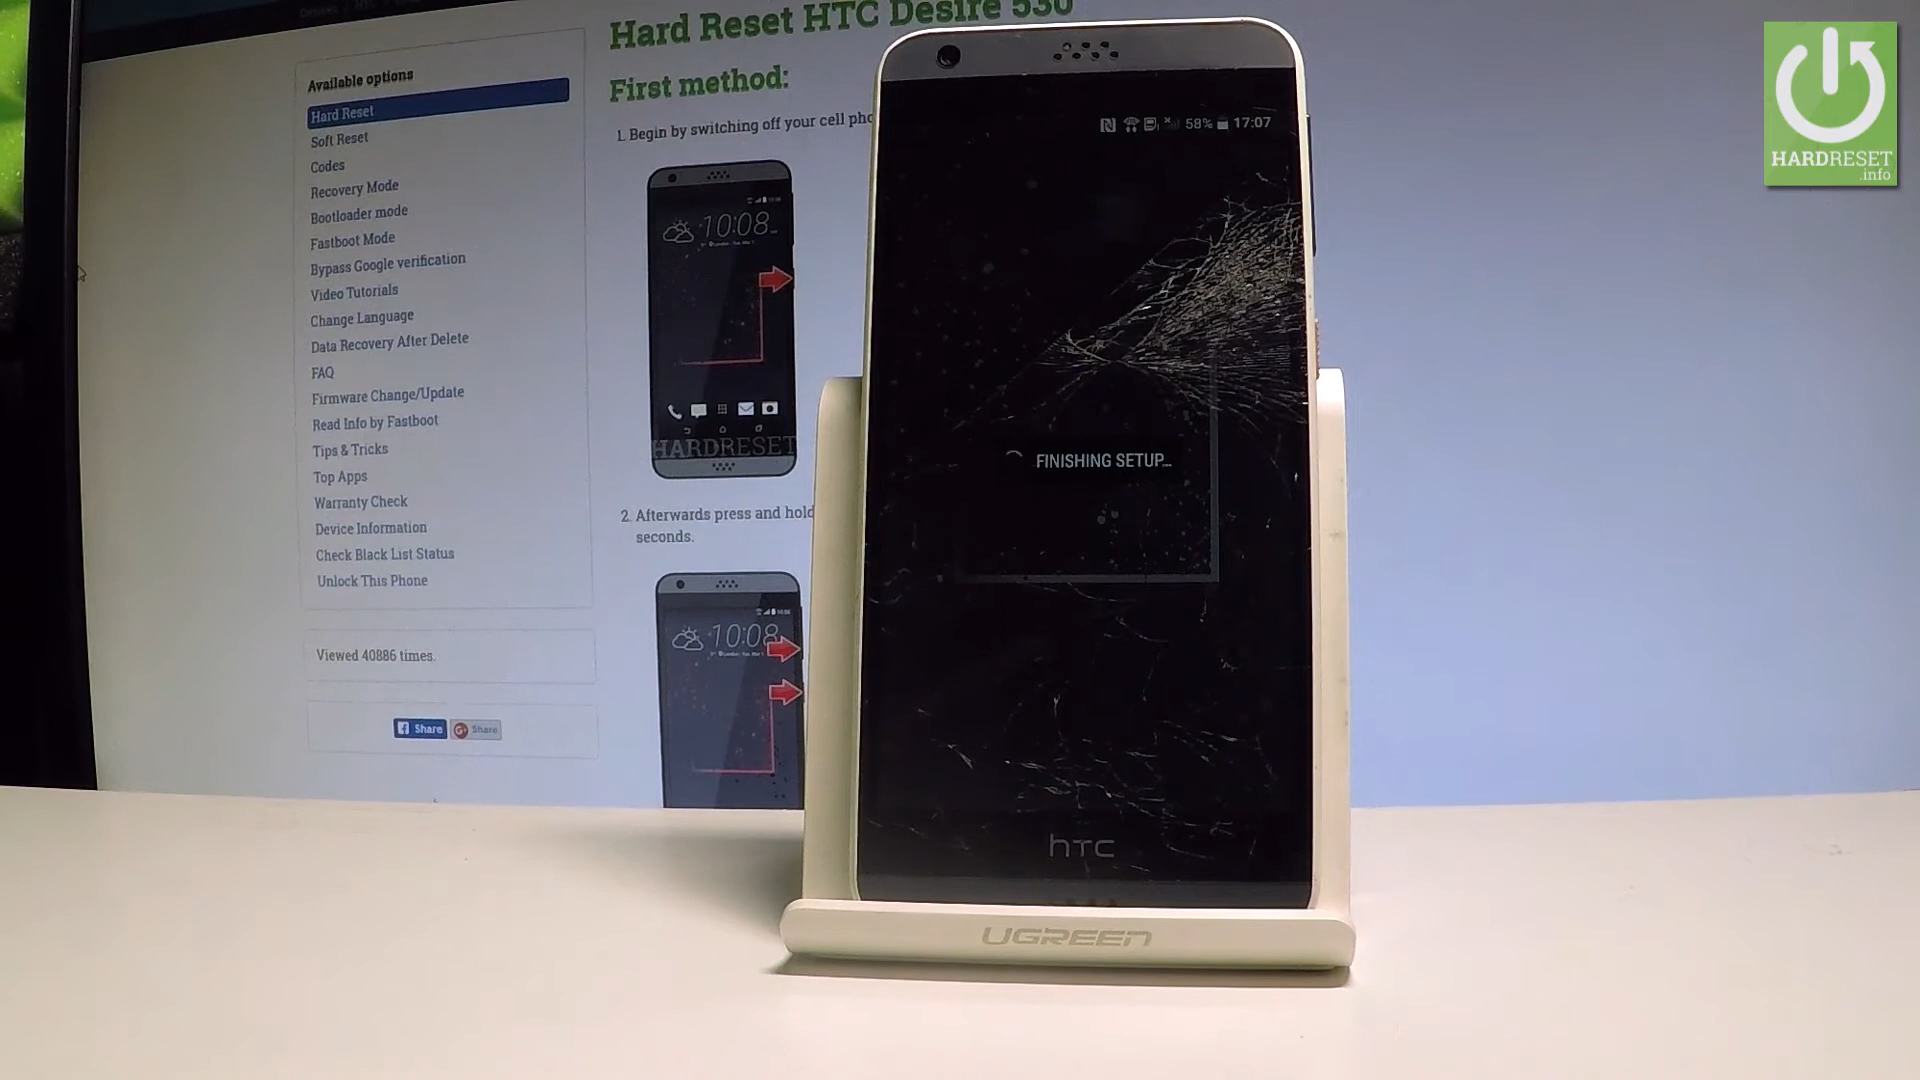 Hard Reset HTC Desire 530
Available options
Hard Reset
Soft Reset
Codes
Recovery Mode
Bootloader mode
Fastboot Mode
Bypass Google verification
Video Tutorials
Change Language
Data Recovery After Delete
FAQ
Firmware Change/Update
Read Info by Fastboot
Tips & Tricks
Top Apps
Warranty Check
Device Information
Check Black List Status
Unlock This Phone
Viewed 40886 times.
Share
Share
First method:
1. Begin by switching off your cell pho
10:08
HARDRESET
2. Afterwards press and hold
seconds.
10:08
58% 17:07
FINISHING SETUP...
hTC
UGREEN
HARDRESET
.info